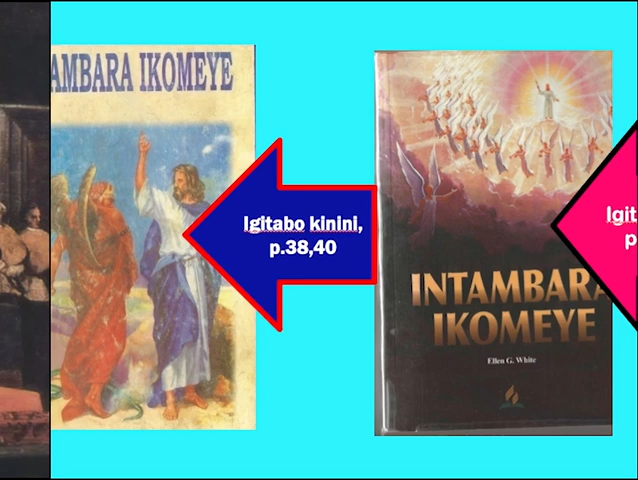 AMBARA IKOMEYE
Igitabo kinini,
p.38,40
INTAMBARA
IKOMEYE
Ellen G. White
Igit
p